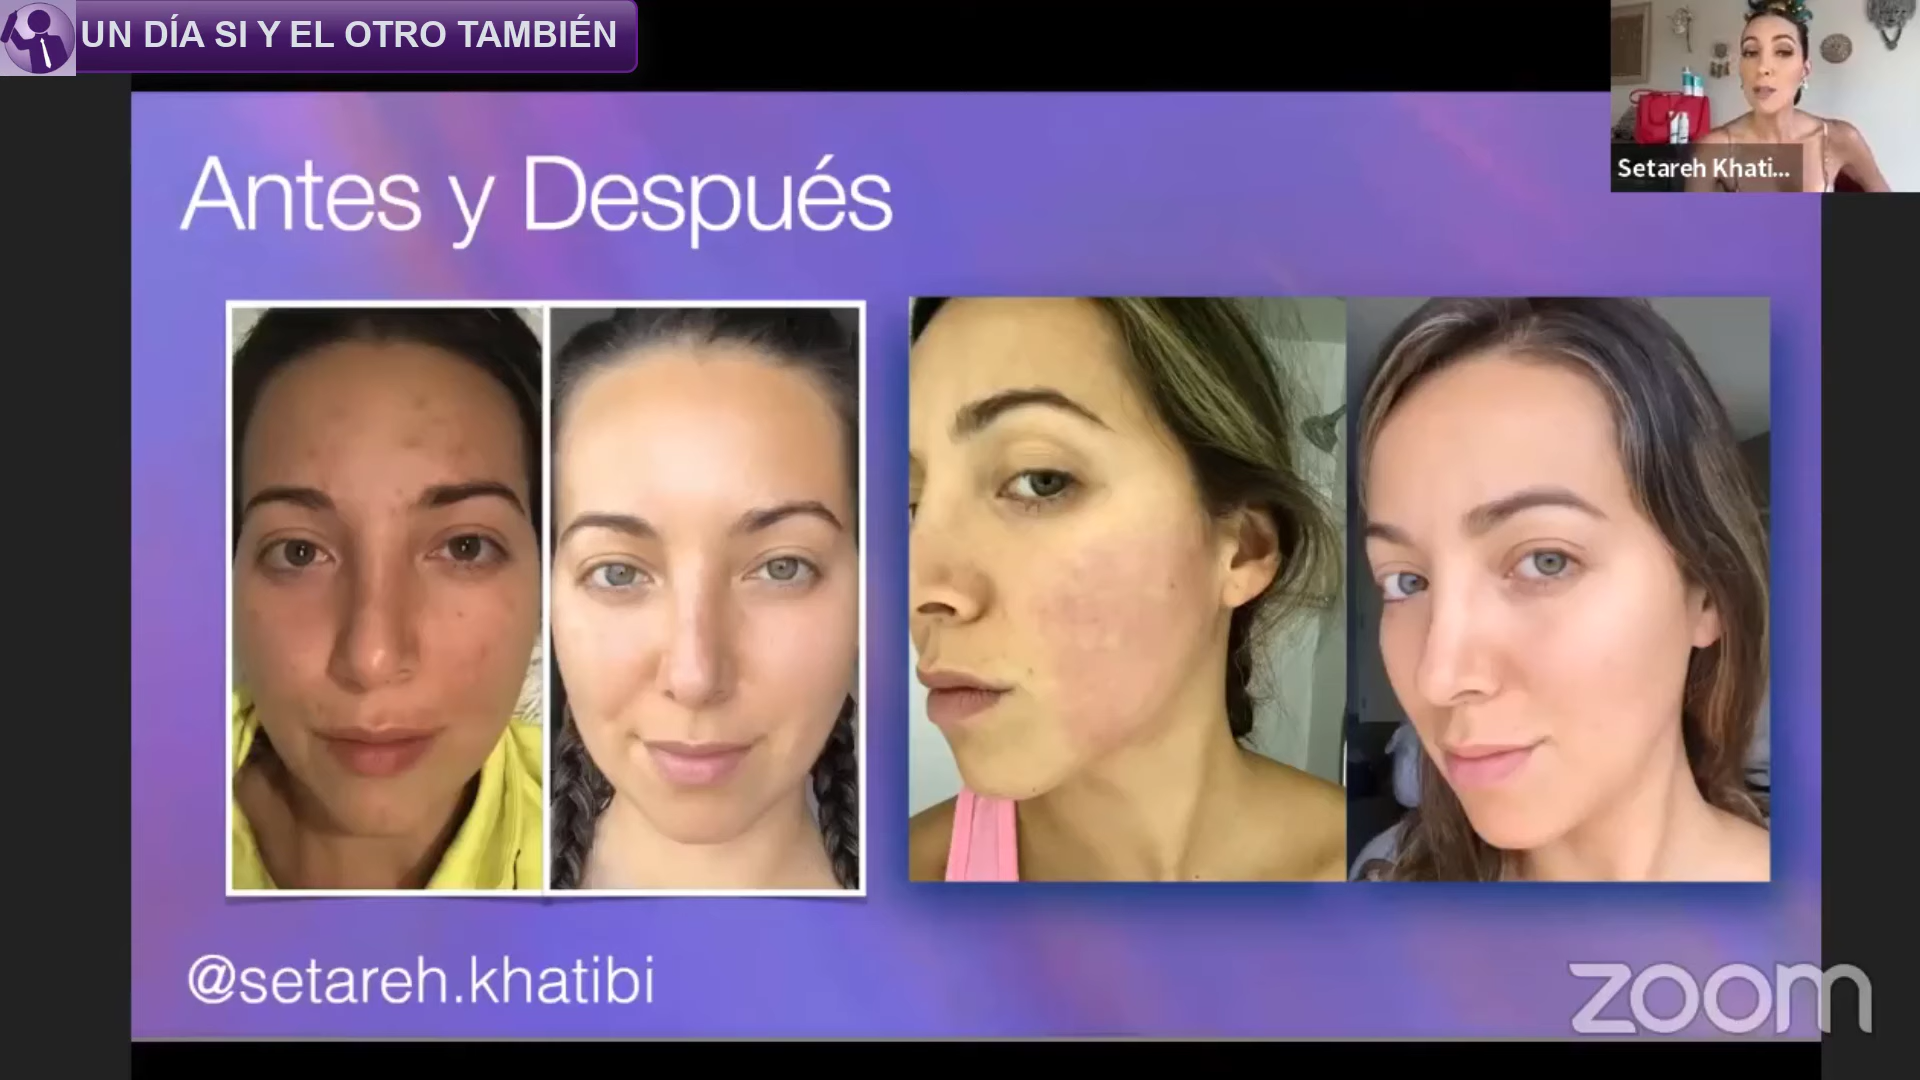 UN DÍA SI Y EL OTRO TAMBIÉN
Setareh Khati...
Antes y Después
@setareh.khatibi
zoom